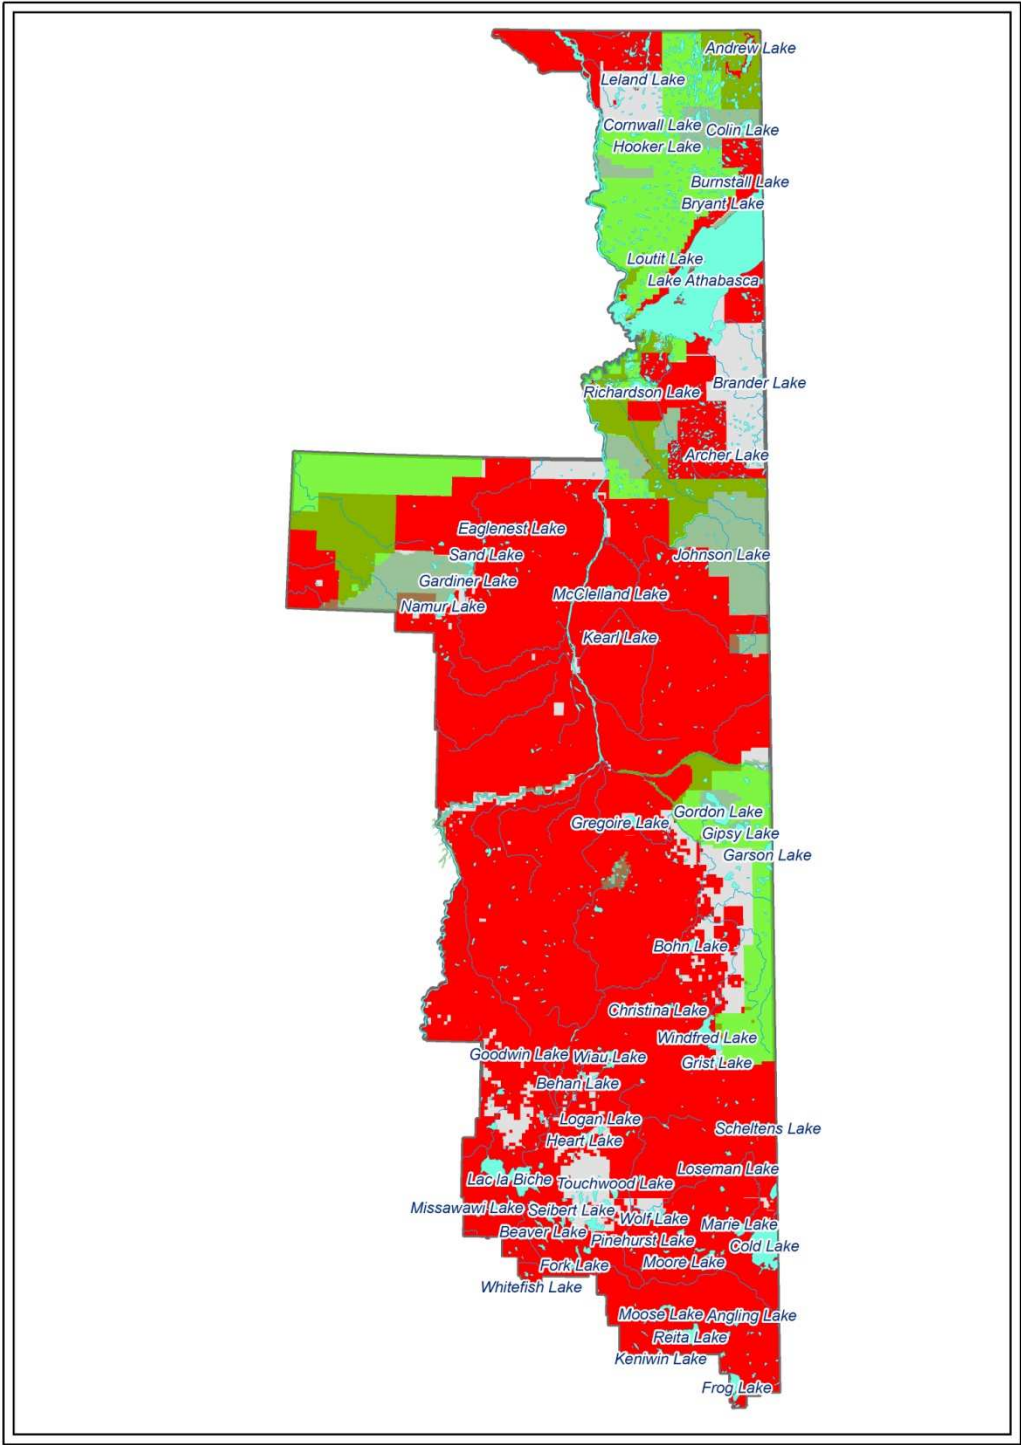 Andrew Lake
Leland Lake
Cornwall Lake
Colin Lake
Hooker Lake
Burnstall Lake
Bryant Lake
Loutit Lake
Lake Athabasca
Brander Lake
Richardson Lake
Archer Lake
Eaglenest Lake
Sand Lake
Johnson Lake
Gardiner Lake
McClelland Lake
Namur Lake
Kearl Lake
Gordon Lake
Gregoire Lake
Gipsy Lake
Garson Lake
Bohn Lake
Christina Lake
Windfred Lake
Goodwin Lake
Wiau Lake
Grist Lake
Behan Lake
Logan Lake
Scheltens Lake
Heart Lake
Loseman Lake
Lac la Biche
Touchwood Lake
Missawawi Lake
Seibert Lake
Wolf Lake
Marie Lake
Beaver Lake
Pinehurst Lake
Cold Lake
Fork Lake
Moore Lake
Whitefish Lake
Moose Lake
Angling Lake
Reita Lake
Keniwin Lake
Frog Lake